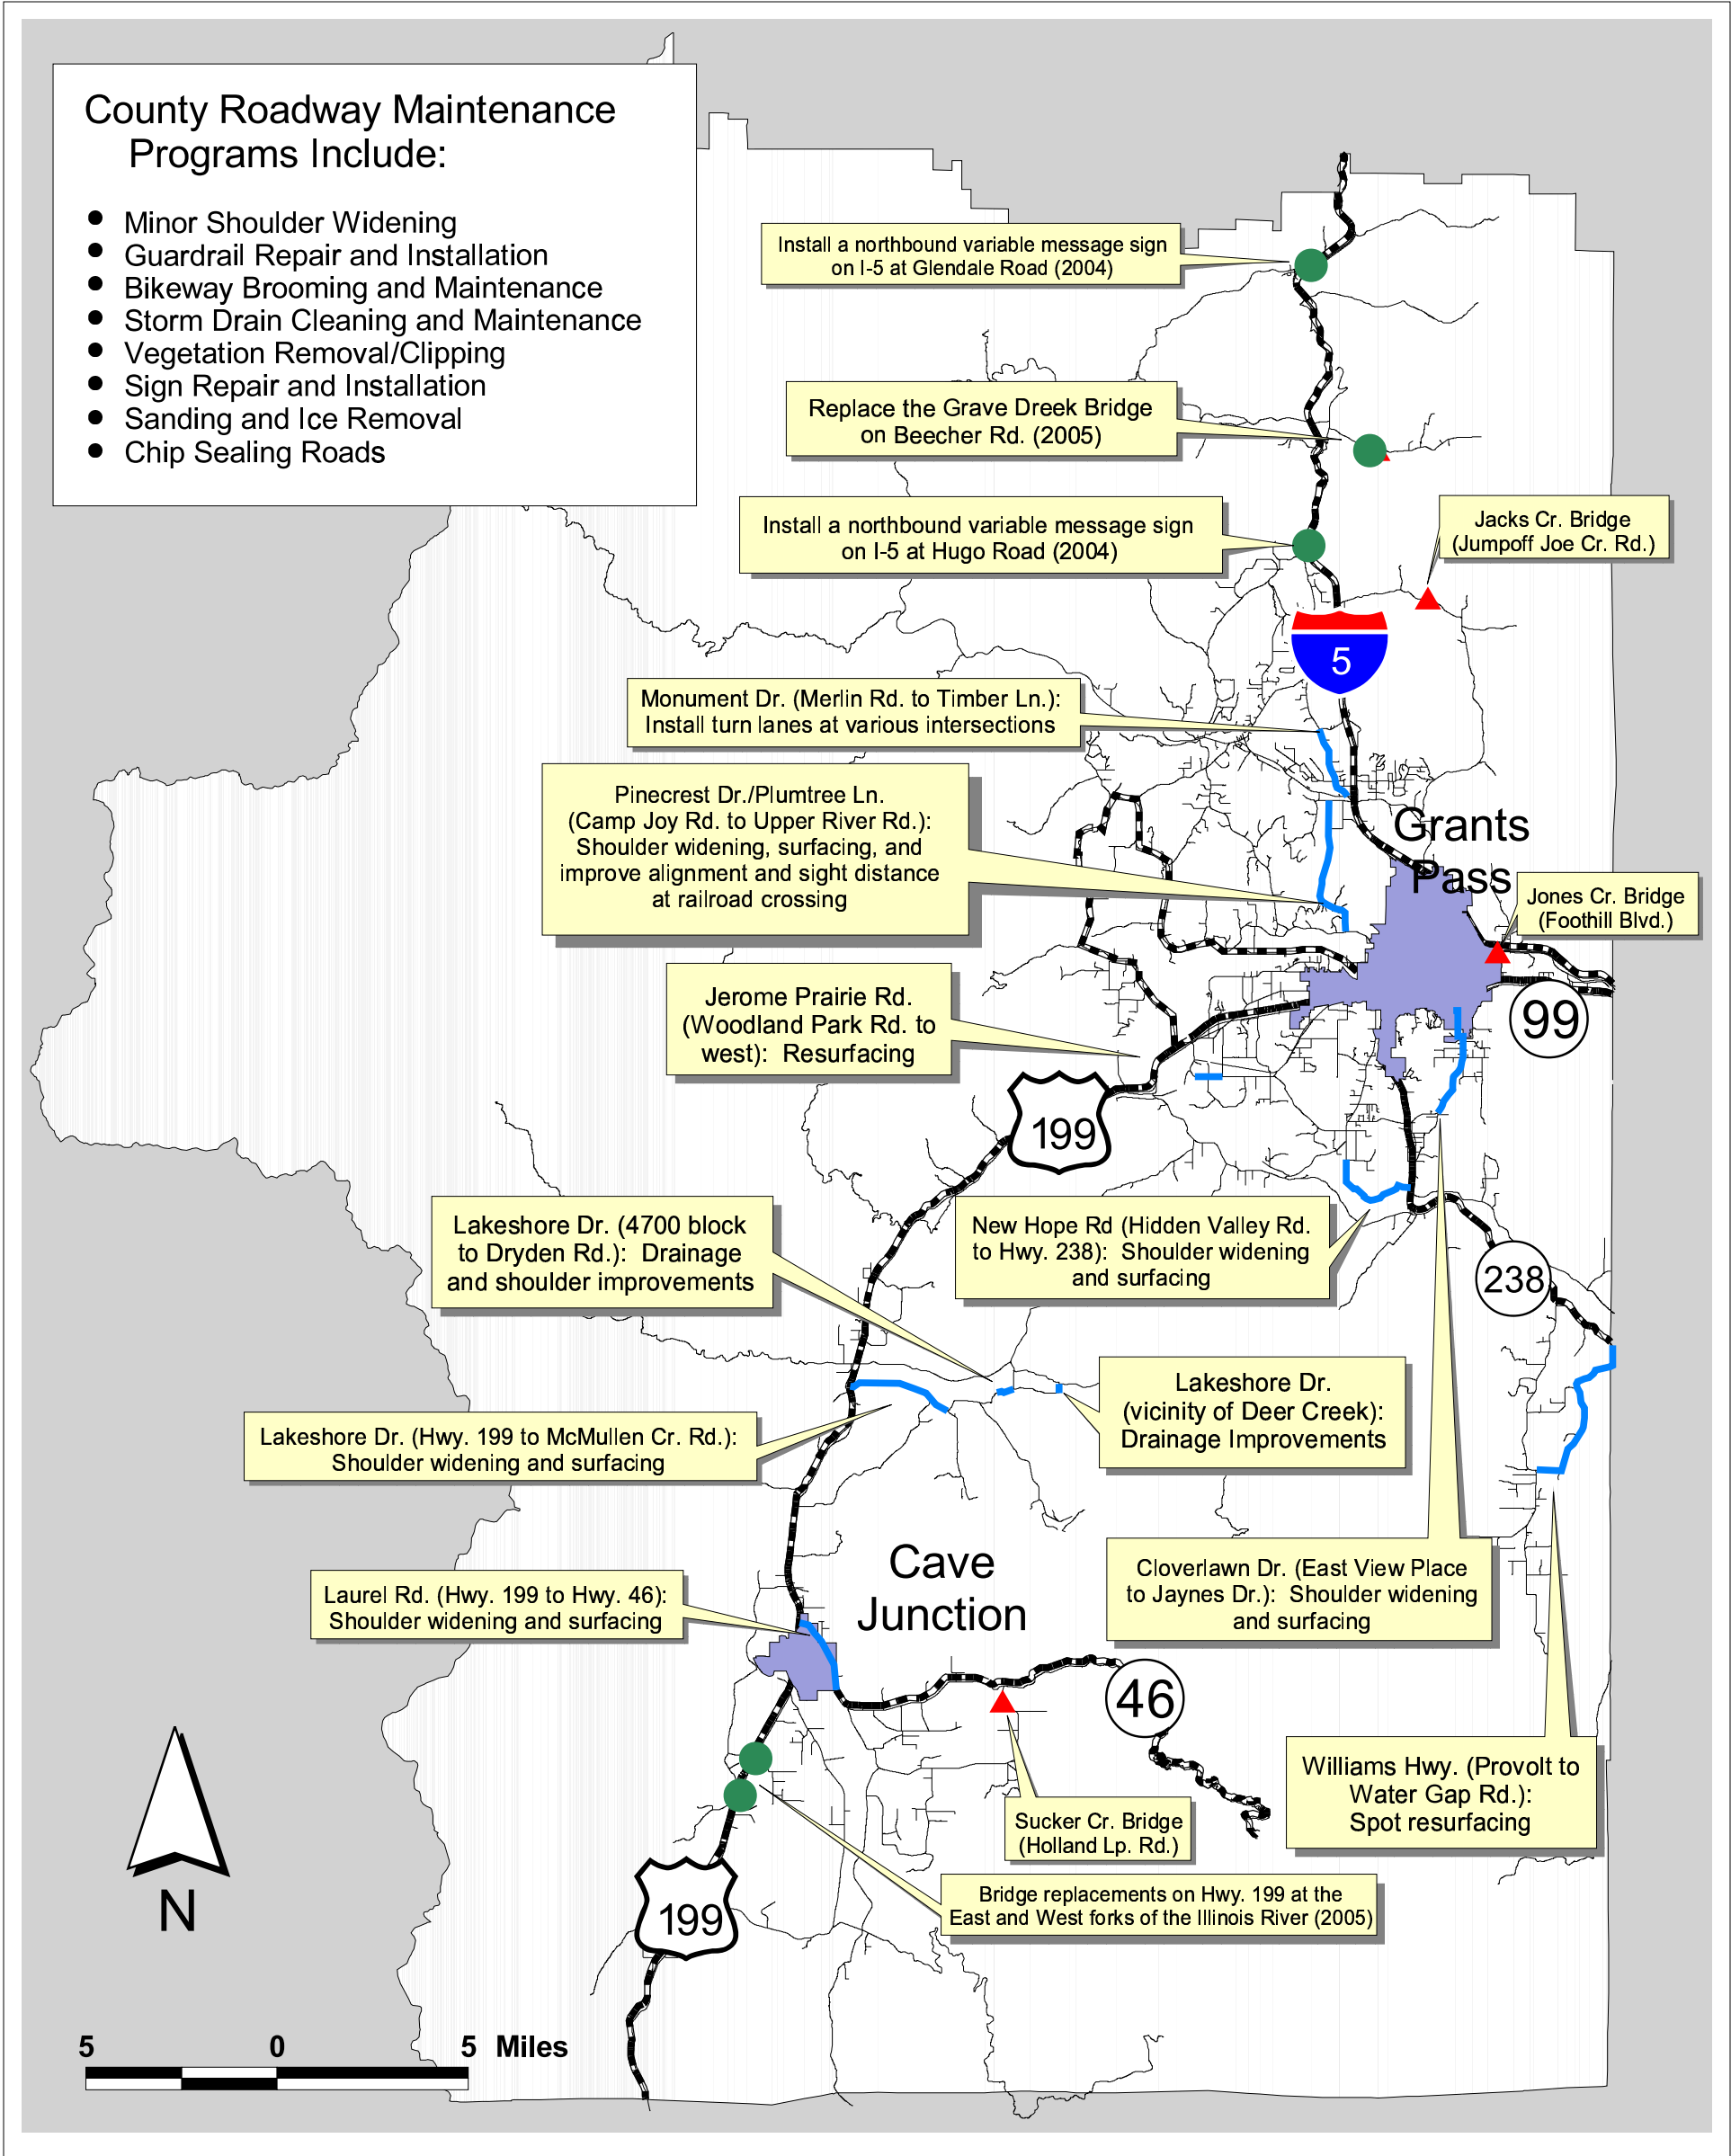 County Roadway Maintenance
Programs Include:
• Minor Shoulder Widening
• Guardrail Repair and Installation
• Bikeway Brooming and Maintenance
• Storm Drain Cleaning and Maintenance
• Vegetation Removal/Clipping
• Sign Repair and Installation
• Sanding and Ice Removal
• Chip Sealing Roads
Install a northbound variable message sign
on I-5 at Glendale Road (2004)
Replace the Grave Dreek Bridge
on Beecher Rd. (2005)
Install a northbound variable message sign
on I-5 at Hugo Road (2004)
Jacks Cr. Bridge
(Jumpoff Joe Cr. Rd.)
5
Monument Dr. (Merlin Rd. to Timber Ln.):
Install turn lanes at various intersections
Pinecrest Dr./Plumtree Ln.
(Camp Joy Rd. to Upper River Rd.):
Shoulder widening, surfacing, and
improve alignment and sight distance
at railroad crossing
Grants
Pass
Jones Cr. Bridge
(Foothill Blvd.)
Jerome Prairie Rd.
(Woodland Park Rd. to
west): Resurfacing
99
199
Lakeshore Dr. (4700 block
to Dryden Rd.): Drainage
and shoulder improvements
New Hope Rd (Hidden Valley Rd.
to Hwy. 238): Shoulder widening
and surfacing
238
Lakeshore Dr.
(vicinity of Deer Creek):
Drainage Improvements
Lakeshore Dr. (Hwy. 199 to McMullen Cr. Rd.):
Shoulder widening and surfacing
Cave
Junction
Cloverlawn Dr. (East View Place
to Jaynes Dr.): Shoulder widening
and surfacing
Laurel Rd. (Hwy. 199 to Hwy. 46):
Shoulder widening and surfacing
46
Williams Hwy. (Provolt to
Water Gap Rd.):
Spot resurfacing
Sucker Cr. Bridge
(Holland Lp. Rd.)
Bridge replacements on Hwy. 199 at the
East and West forks of the Illinois River (2005)
199
N
5 0 5 Miles